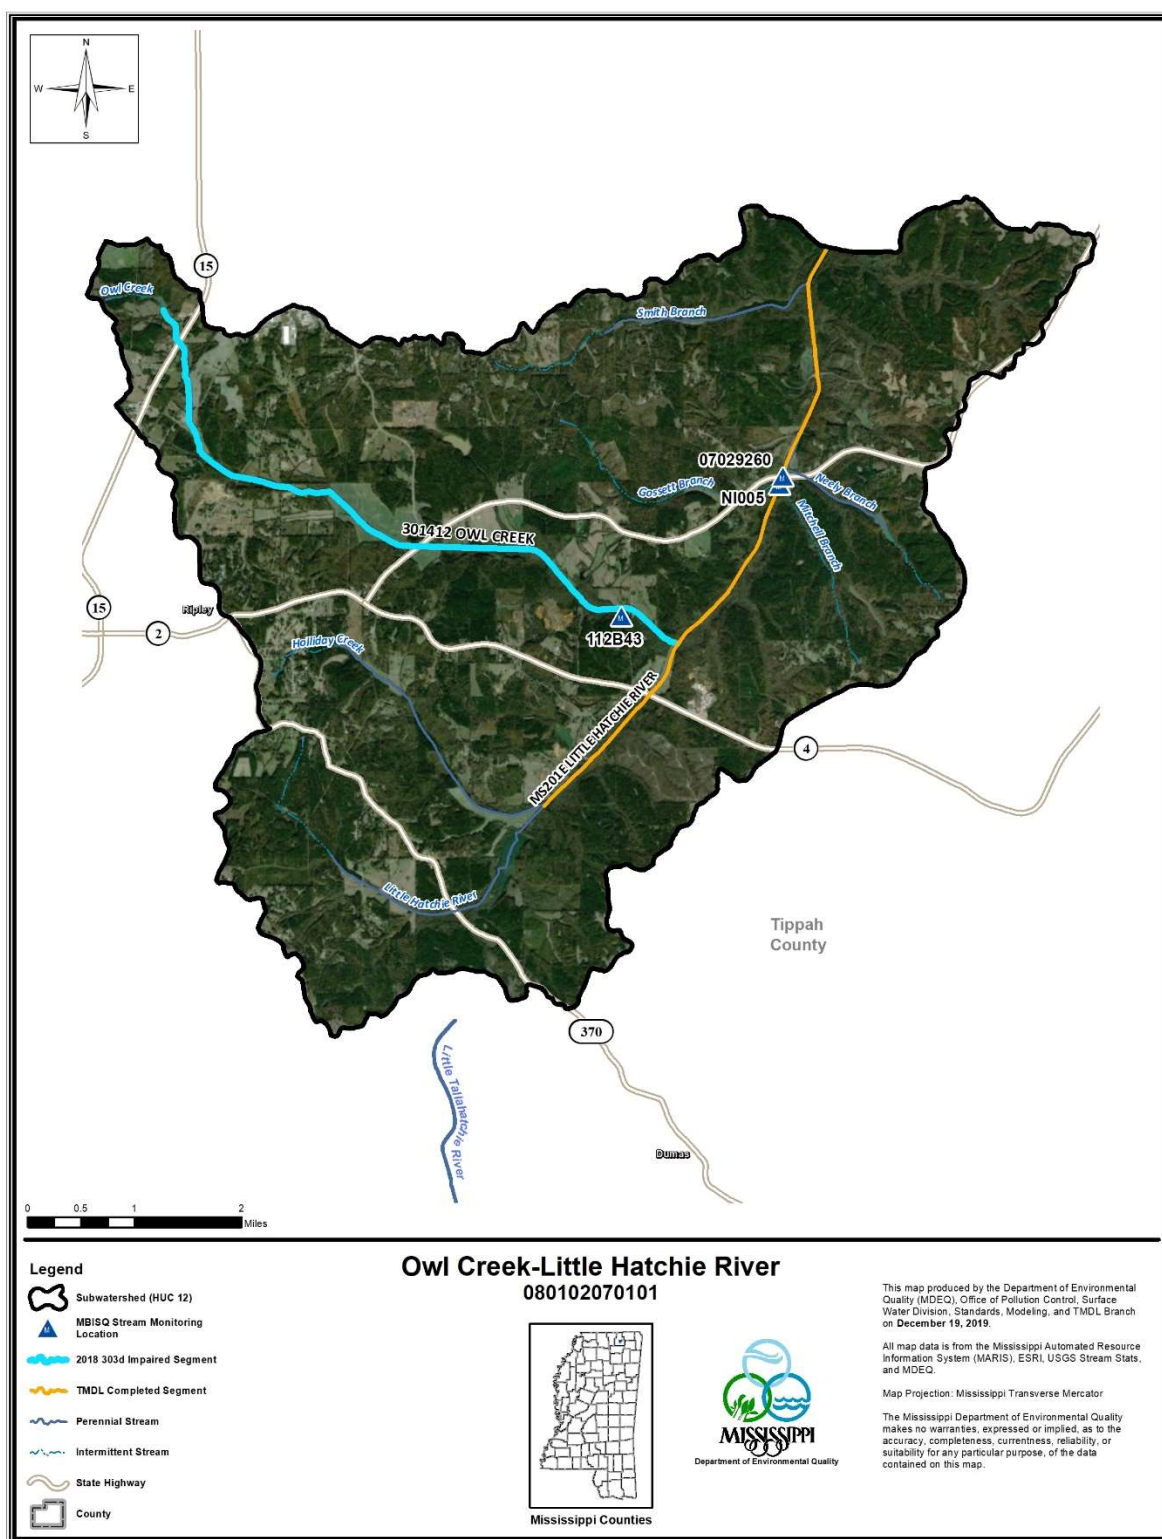 N
W
E
S
15
Owl Creek
Smith Branch
07029260
Gossett Branch
NI005
Neely Branch
Mitchell Branch
301412 OWL CREEK
15
Ripley
2
112B43
Halliday Creek
MS201E LITTLE HATCHIE RIVER
4
Little Hatchie River
Tippah
County
370
Little Tallahatchie River
Dumas
0 0.5 1 2
Miles
Legend
Subwatershed (HUC 12)
M
MBISQ Stream Monitoring
Location
2018 303d Impaired Segment
TMDL Completed Segment
Perennial Stream
Intermittent Stream
State Highway
County
Owl Creek-Little Hatchie River
080102070101
Mississippi Counties
MISSISSIPPI
Department of Environmental Quality
This map produced by the Department of Environmental
Quality (MDEQ), Office of Pollution Control, Surface
Water Division, Standards, Modeling, and TMDL Branch
on December 19, 2019.
All map data is from the Mississippi Automated Resource
Information System (MARIS), ESRI, USGS Stream Stats,
and MDEQ.
Map Projection: Mississippi Transverse Mercator
The Mississippi Department of Environmental Quality
makes no warranties, expressed or implied, as to the
accuracy, completeness, currentness, reliability, or
suitability for any particular purpose, of the data
contained on this map.